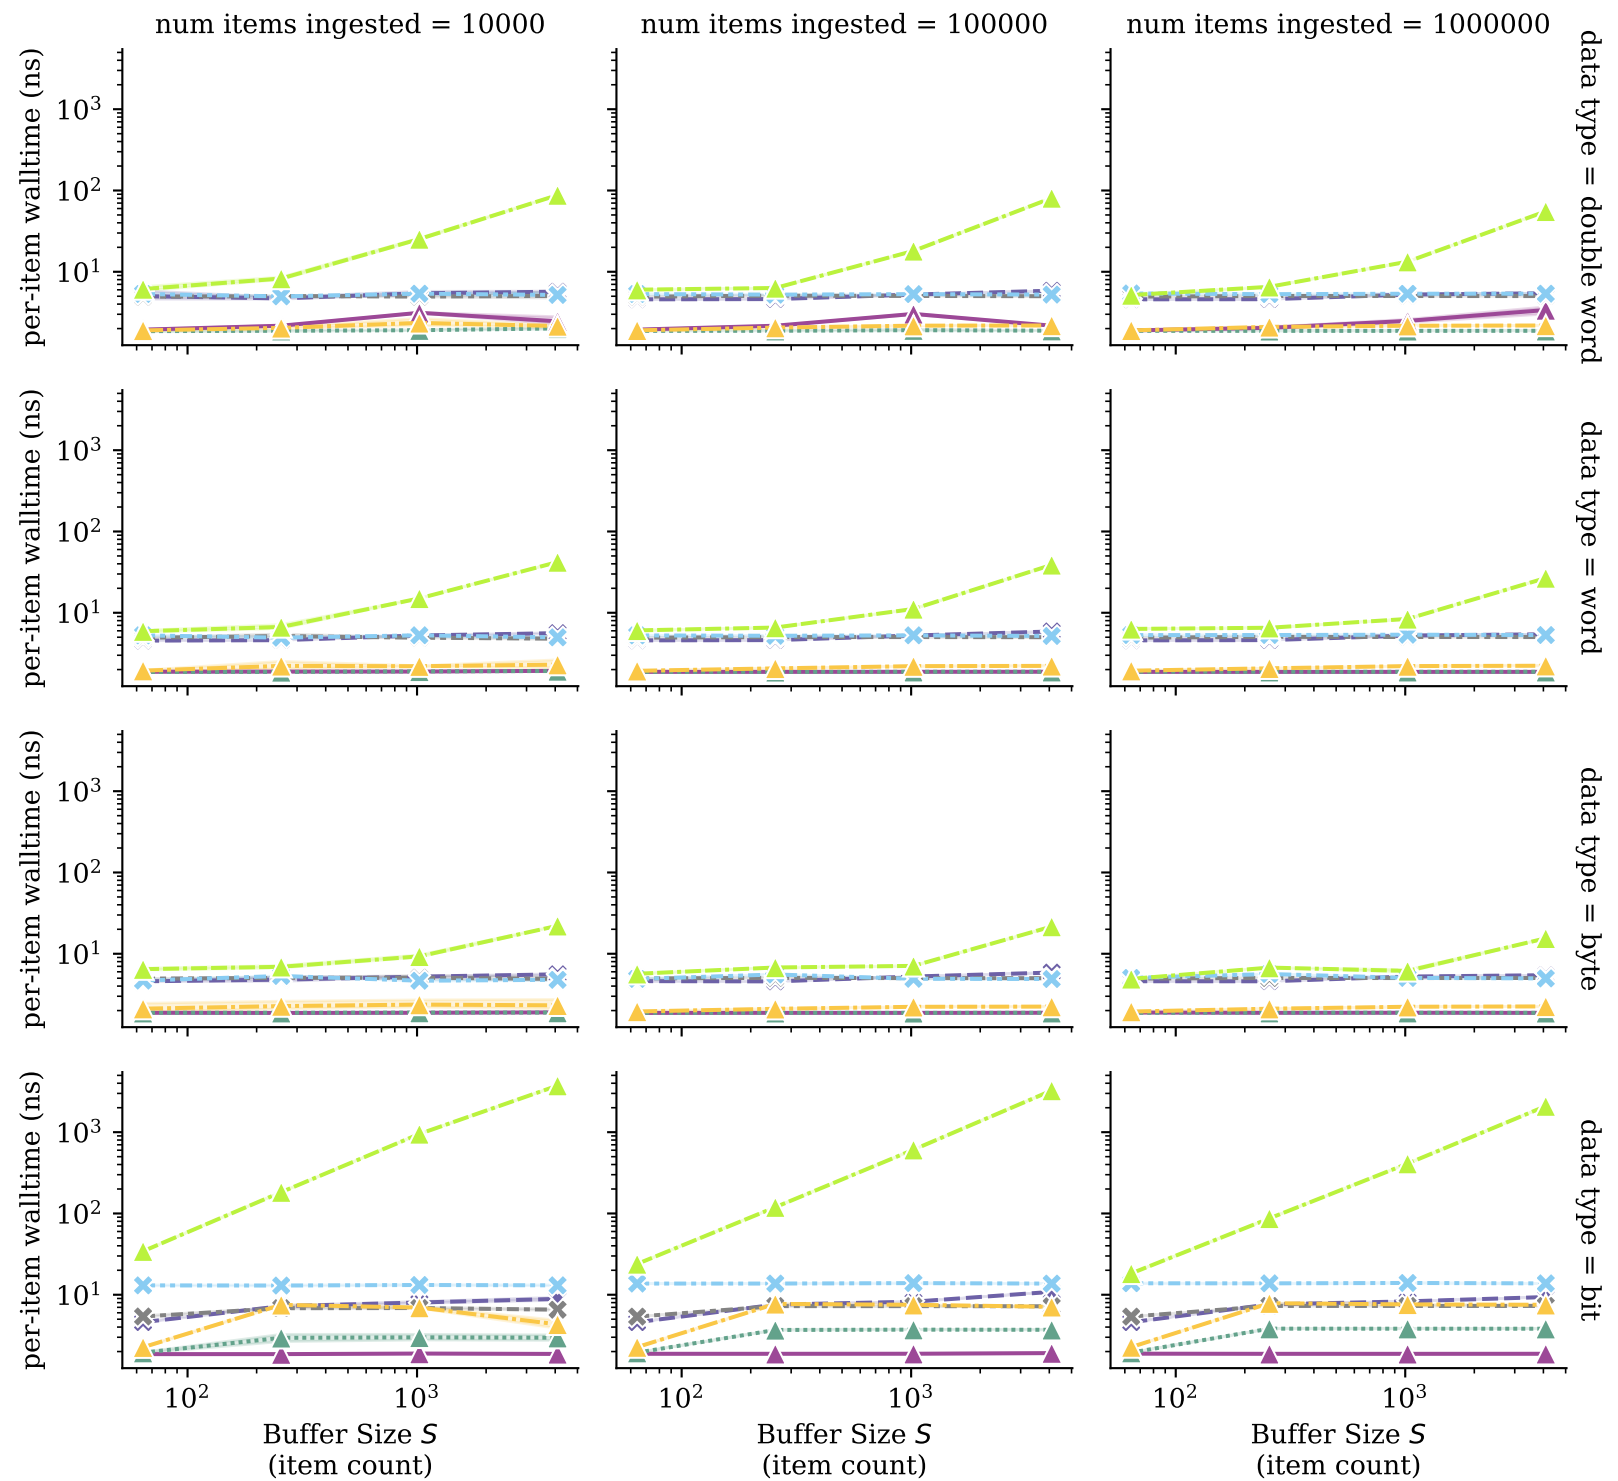 num items ingested = 10000
num items ingested = 100000
num items ingested = 1000000
per-item walltime (ns)
10³
10²
10¹
data type = double word
per-item walltime (ns)
10³
10²
10¹
data type = word
per-item walltime (ns)
10³
10²
10¹
data type = byte
per-item walltime (ns)
10³
10²
10¹
data type = bit
10²
10³
10²
10³
10²
10³
Buffer Size S
(item count)
Buffer Size S
(item count)
Buffer Size S
(item count)